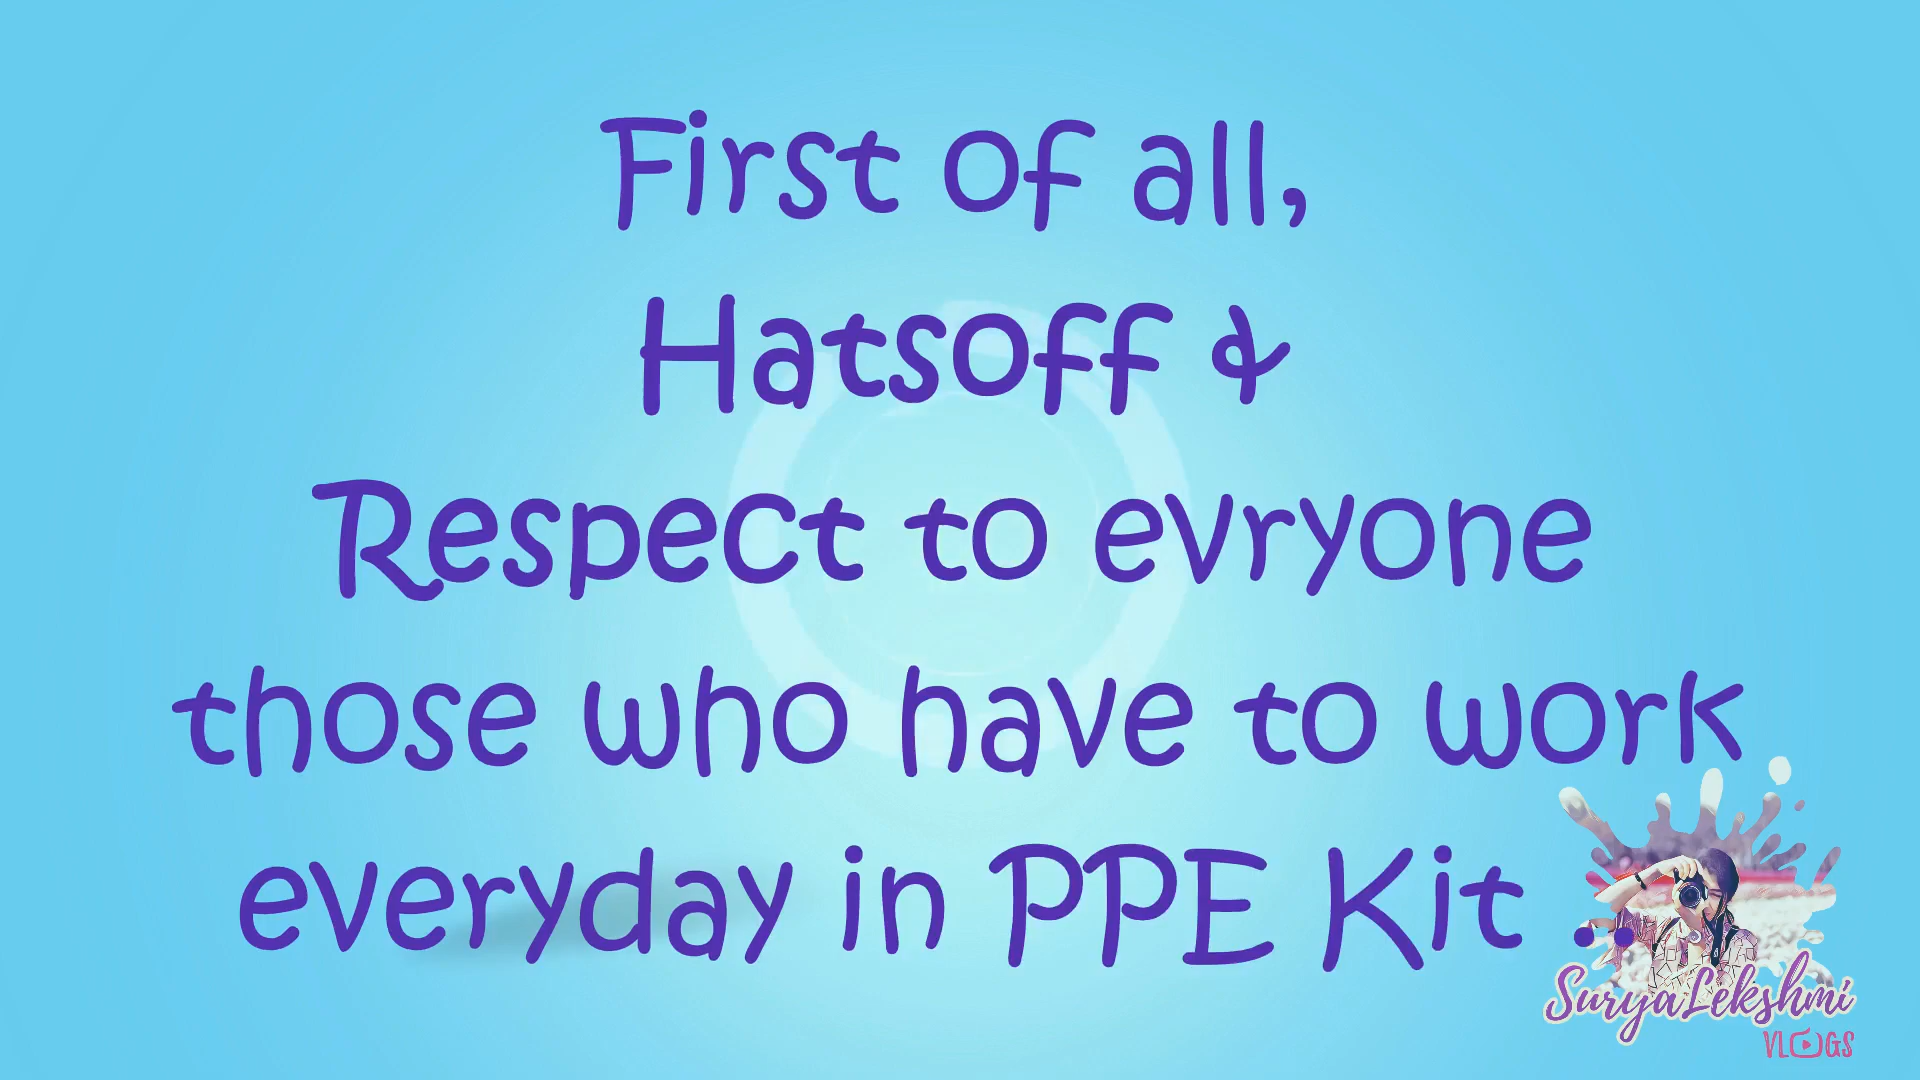 First of all,
Hatsoff &
Respect to evryone
those who have to work
everyday in PPE Kit ..
SuryaLekshmi
VLOGS